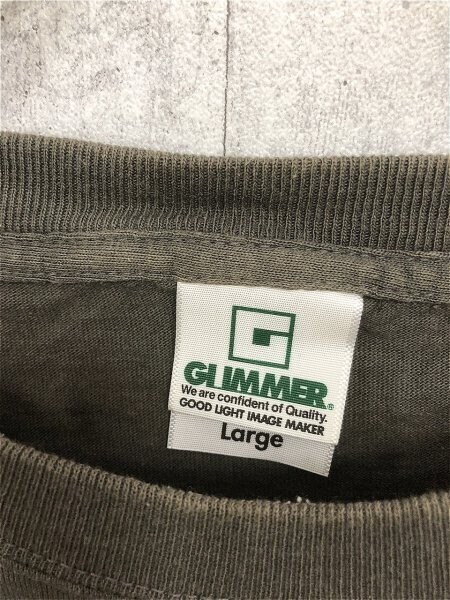 G
GLIMMER®
We are confident of Quality.
GOOD LIGHT IMAGE MAKER
Large